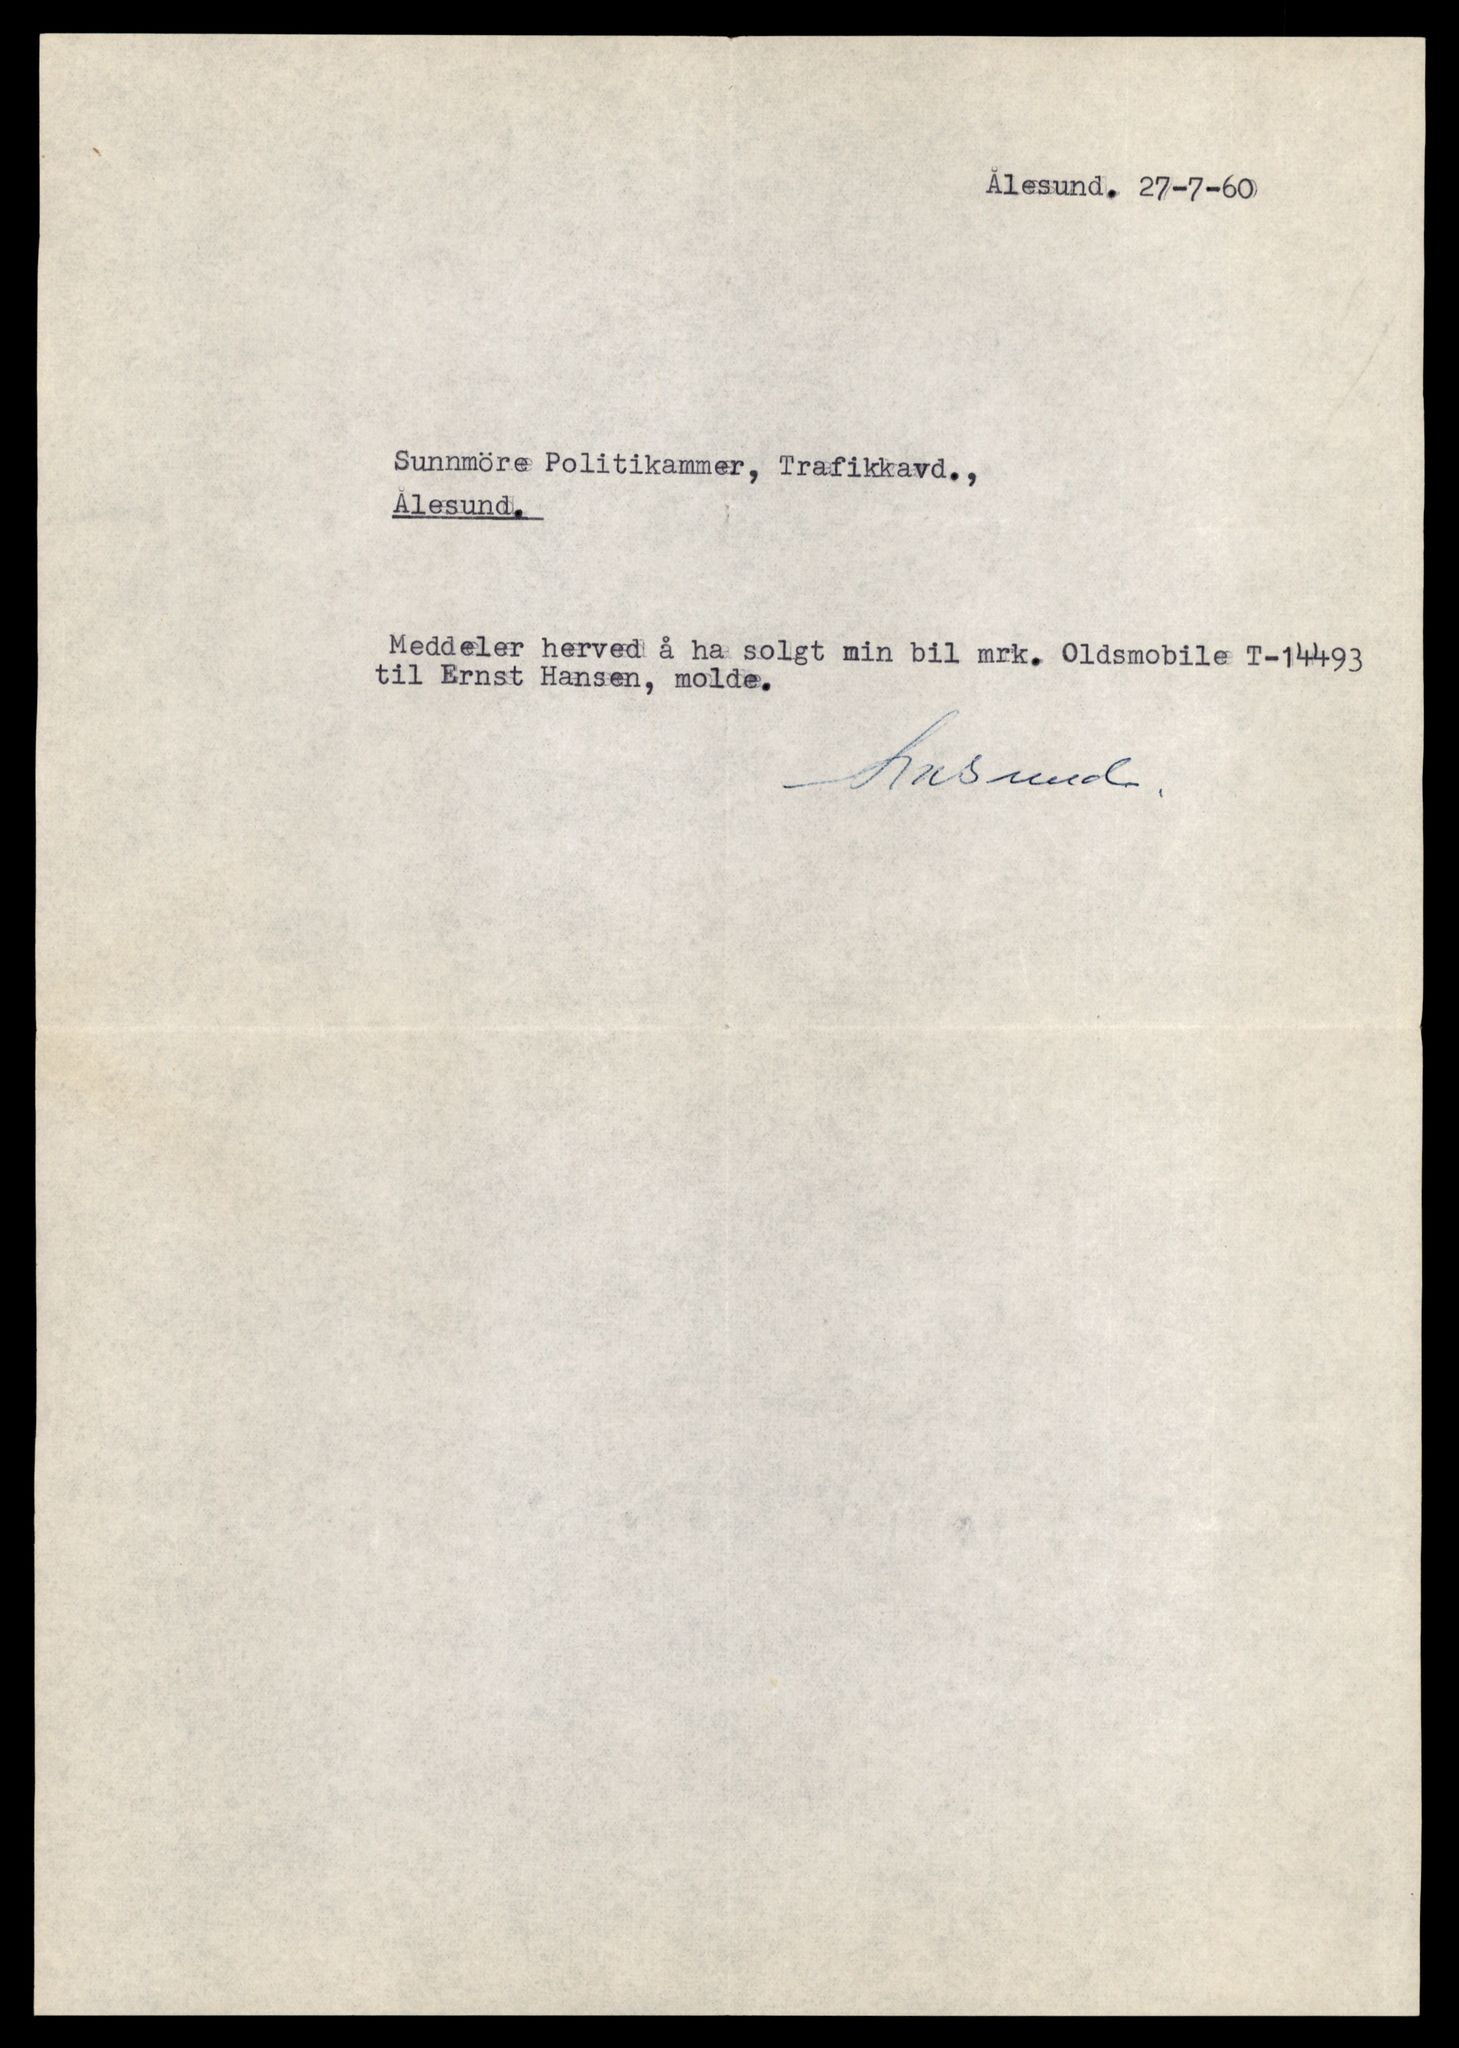 Ålesund. 27-7-60
Sunnmöre Politikammer, Trafikkavd.,
Ålesund.
Meddeler herved å ha solgt min bil mrk. Oldsmobile T-14493
til Ernst Hansen, molde.